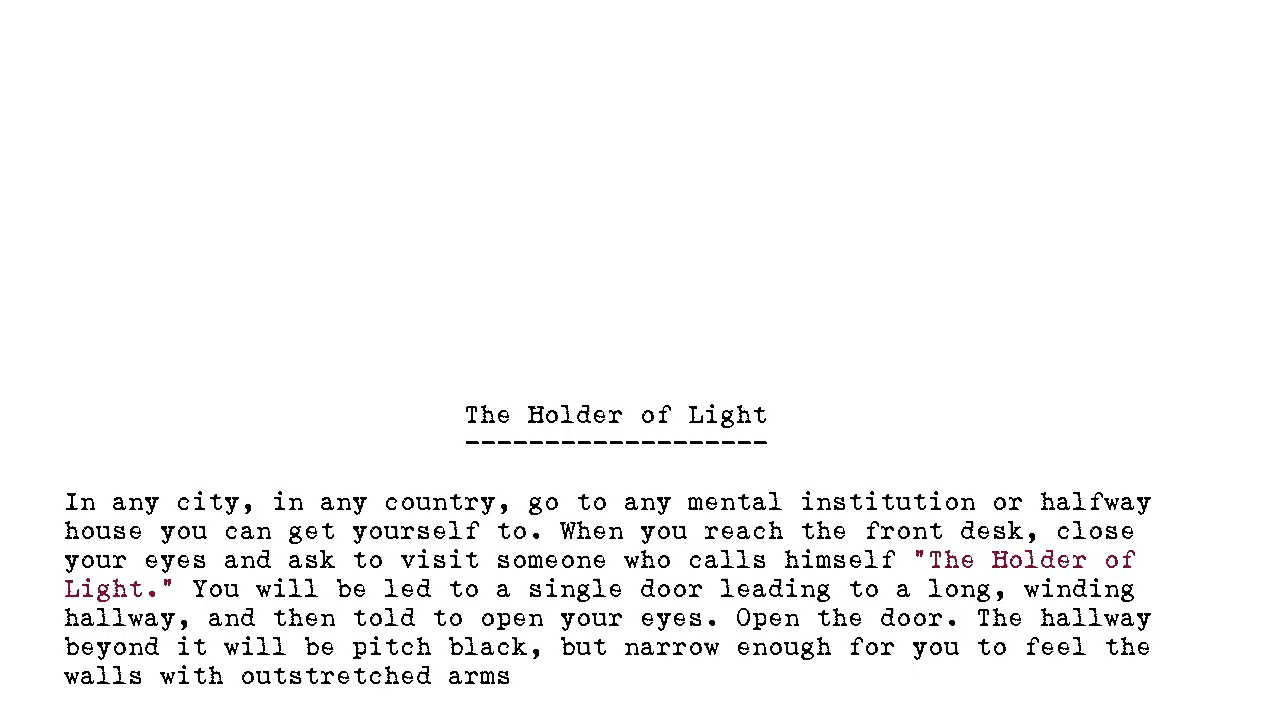 The Holder of Light
-------------------
In any city, in any country, go to any mental institution or halfway
house you can get yourself to. When you reach the front desk, close
your eyes and ask to visit someone who calls himself "The Holder of
Light." You will be led to a single door leading to a long, winding
hallway, and then told to open your eyes. Open the door. The hallway
beyond it will be pitch black, but narrow enough for you to feel the
walls with outstretched arms